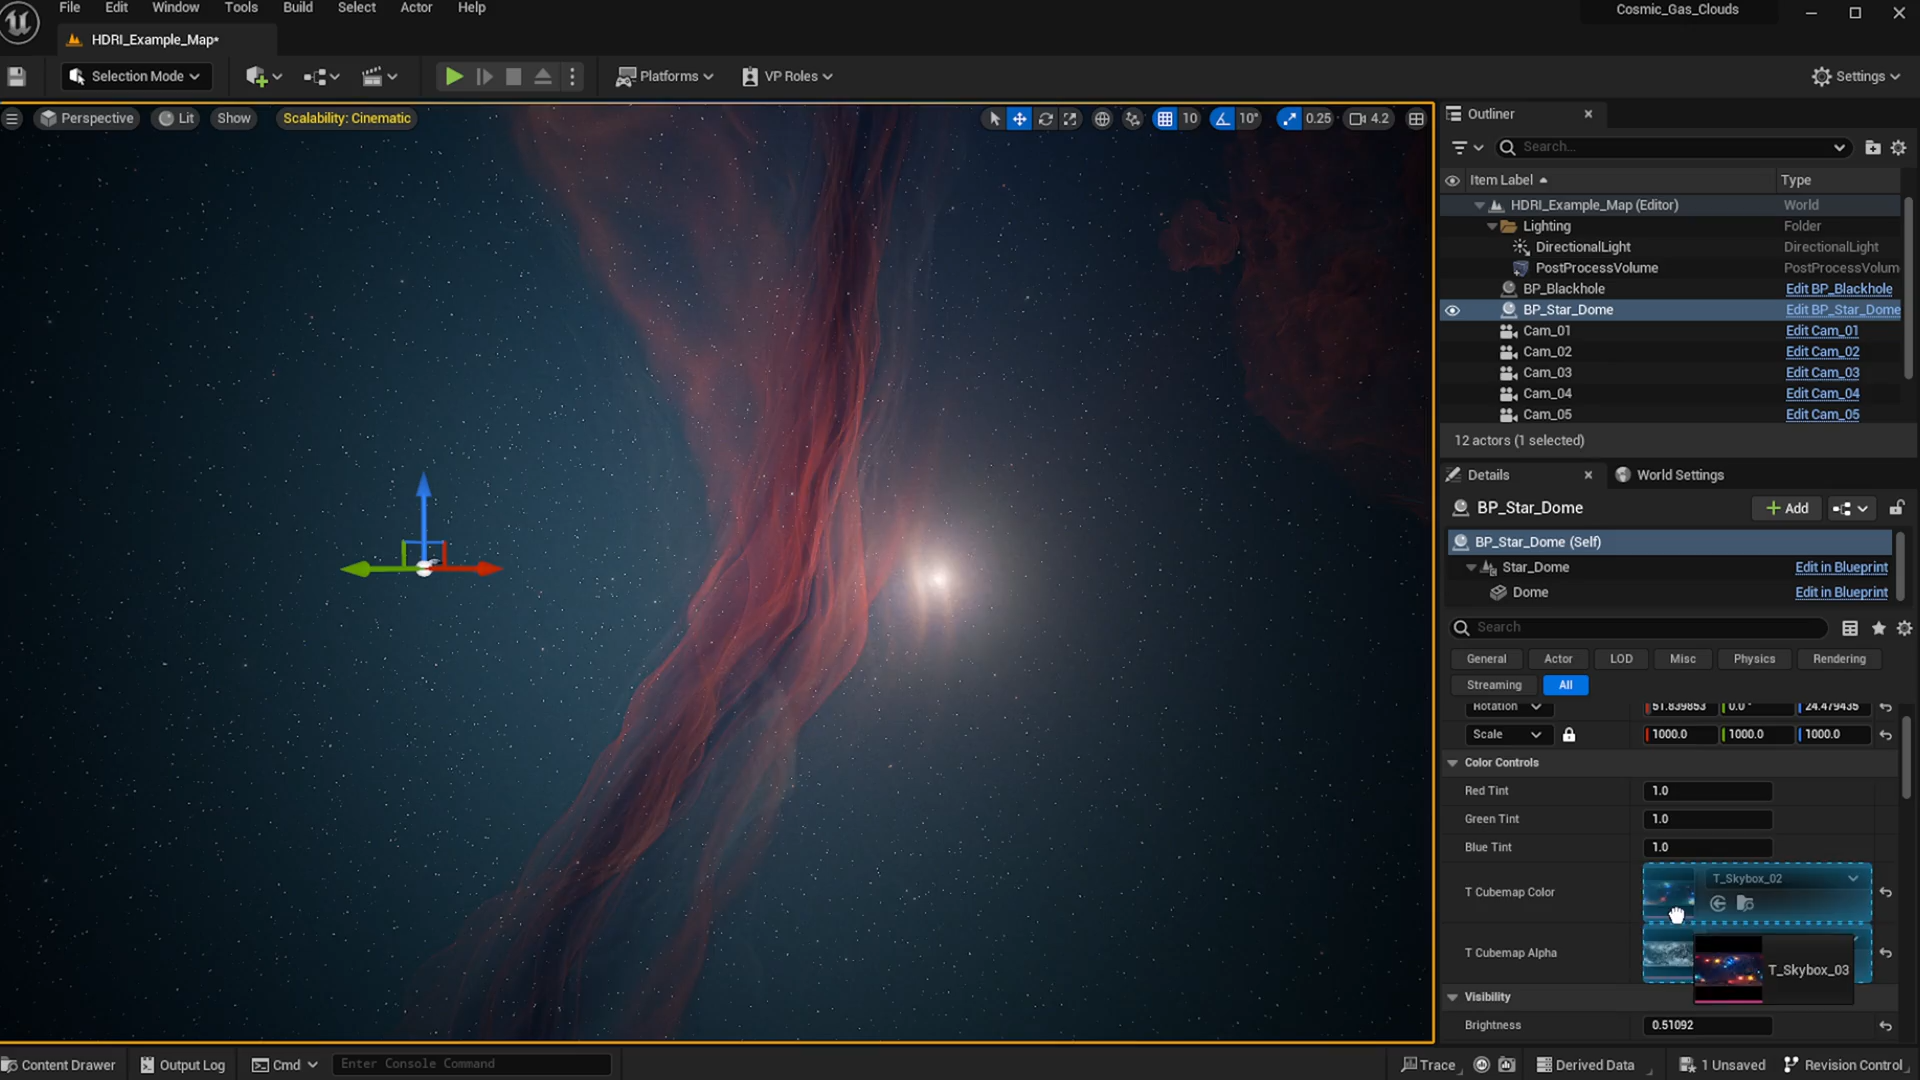 File Edit Window Tools Build Select Actor Help
Cosmic_Gas_Clouds
HDRI_Example_Map*
Selection Mode
Platforms
VP Roles
Settings
Perspective
Lit
Show
Scalability: Cinematic
10
10°
0.25
4.2
Outliner
Search...
Item Label
Type
HDRI_Example_Map (Editor) World
Lighting Folder
DirectionalLight DirectionalLight
PostProcessVolume PostProcessVolum
BP_Blackhole Edit BP_Blackhole
BP_Star_Dome Edit BP_Star_Dome
Cam_01 Edit Cam_01
Cam_02 Edit Cam_02
Cam_03 Edit Cam_03
Cam_04 Edit Cam_04
Cam_05 Edit Cam_05
12 actors (1 selected)
Details
World Settings
BP_Star_Dome
Add
BP_Star_Dome (Self)
Star_Dome Edit in Blueprint
Dome Edit in Blueprint
Search
General Actor LOD Misc Physics Rendering
Streaming All
Rotation 51.839853 0.0° 24.479435
Scale 1000.0 1000.0 1000.0
Color Controls
Red Tint 1.0
Green Tint 1.0
Blue Tint 1.0
T Cubemap Color T_Skybox_02
T Cubemap Alpha
T_Skybox_03
Visibility
Brightness 0.51092
Content Drawer
Output Log
Cmd
Enter Console Command
Trace
Derived Data
1 Unsaved
Revision Control